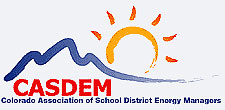 CASDEM
Colorado Association of School District Energy Managers